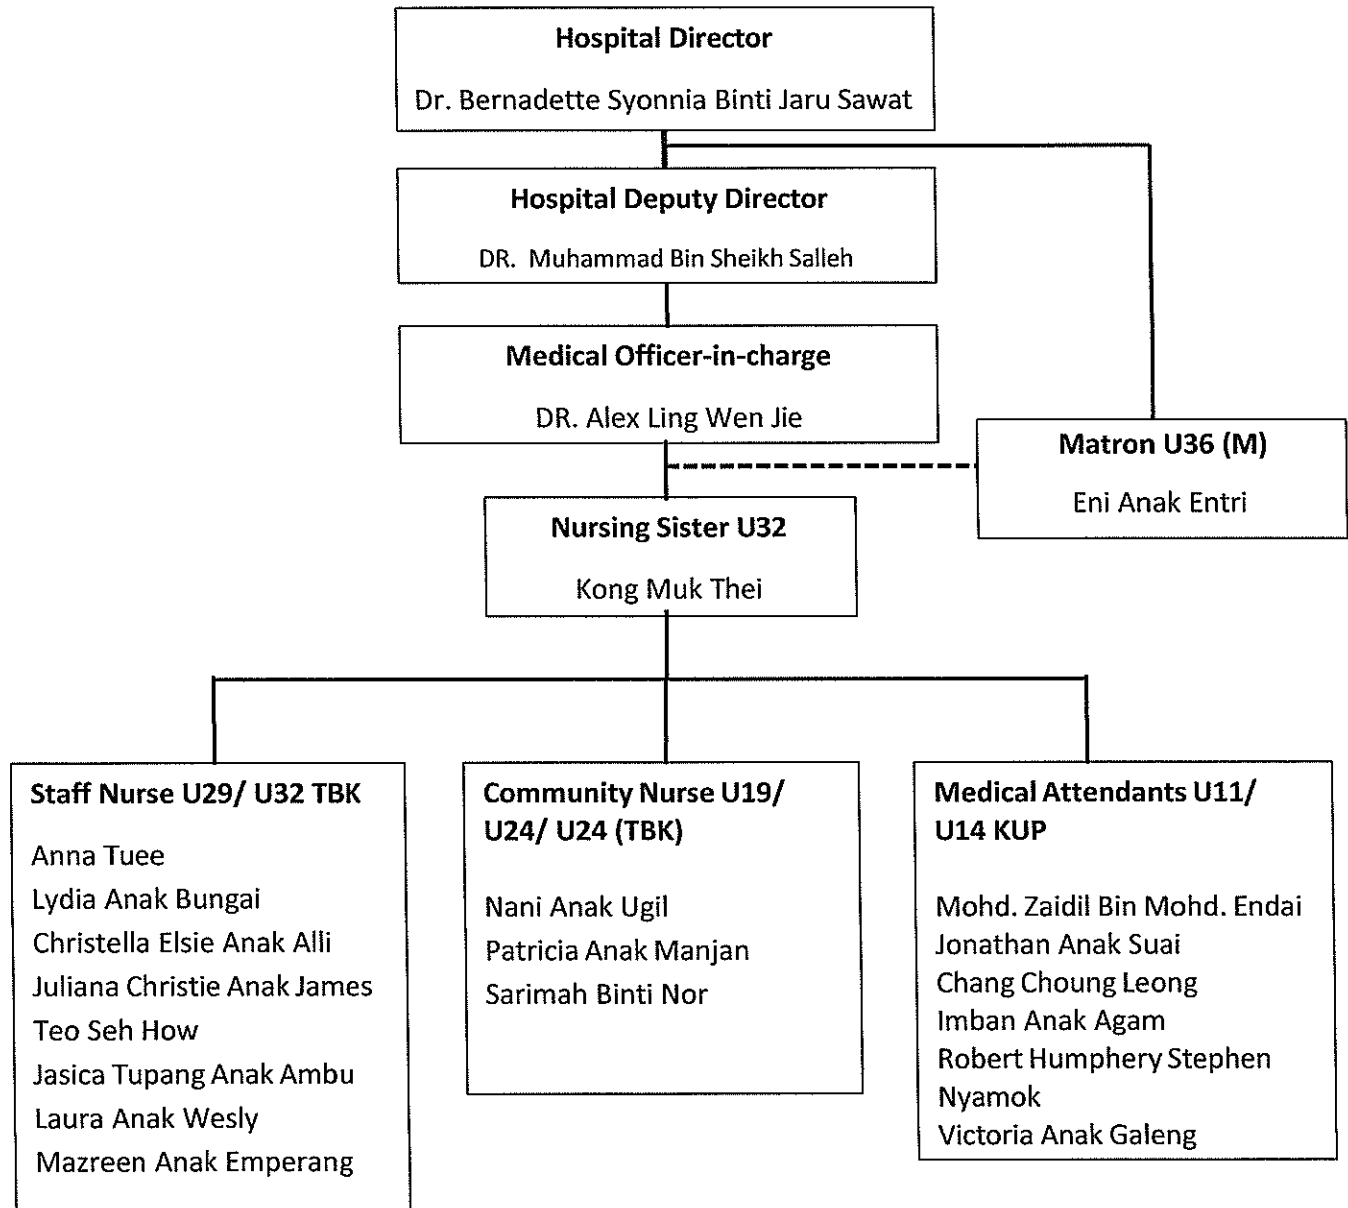 Hospital Director
Dr. Bernadette Syonnia Binti Jaru Sawat
Hospital Deputy Director
DR. Muhammad Bin Sheikh Salleh
Medical Officer-in-charge
DR. Alex Ling Wen Jie
Matron U36 (M)
Eni Anak Entri
Nursing Sister U32
Kong Muk Thei
Staff Nurse U29/ U32 TBK
Anna Tuee
Lydia Anak Bungai
Christella Elsie Anak Alli
Juliana Christie Anak James
Teo Seh How
Jasica Tupang Anak Ambu
Laura Anak Wesly
Mazreen Anak Emperang
Community Nurse U19/
U24/ U24 (TBK)
Nani Anak Ugil
Patricia Anak Manjan
Sarimah Binti Nor
Medical Attendants U11/
U14 KUP
Mohd. Zaidil Bin Mohd. Endai
Jonathan Anak Suai
Chang Choung Leong
Imban Anak Agam
Robert Humphery Stephen
Nyamok
Victoria Anak Galeng